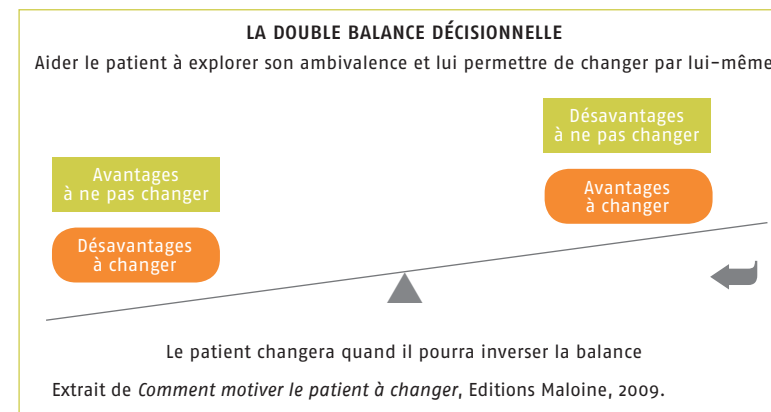 LA DOUBLE BALANCE DÉCISIONNELLE
Aider le patient à explorer son ambivalence et lui permettre de changer par lui-même
Désavantages
à ne pas changer
Avantages
à ne pas changer
Avantages
à changer
Désavantages
à changer
Le patient changera quand il pourra inverser la balance
Extrait de Comment motiver le patient à changer, Editions Maloine, 2009.